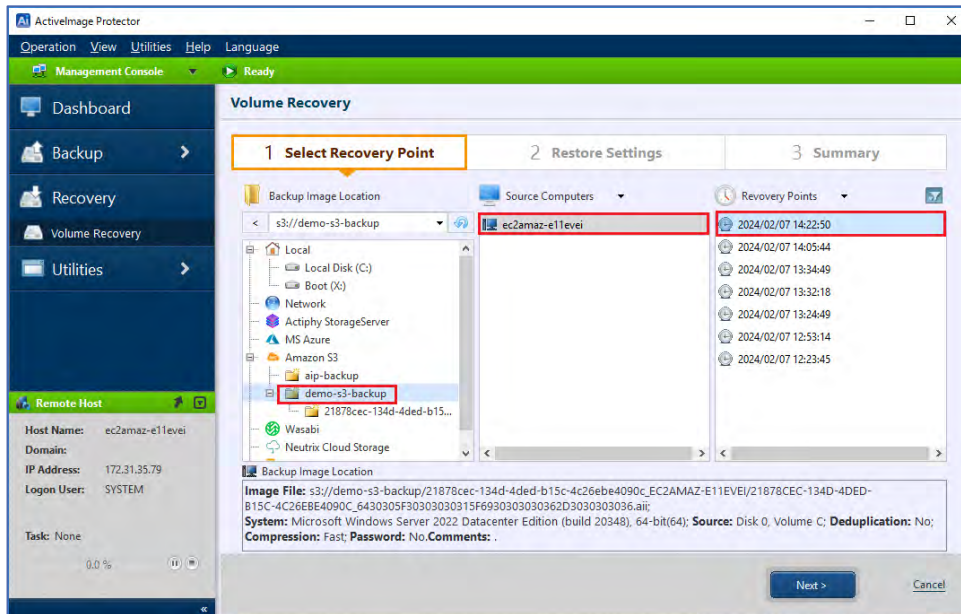 ActiveImage Protector
Operation View Utilities Help Language
Management Console Ready
Dashboard
Backup
Recovery
Volume Recovery
Utilities
Remote Host
Host Name: ec2amaz-e11evei
Domain:
IP Address: 172.31.35.79
Logon User: SYSTEM
Task: None
0.0 %
Volume Recovery
1 Select Recovery Point
2 Restore Settings
3 Summary
Backup Image Location
s3://demo-s3-backup
Local
Local Disk (C:)
Boot (X:)
Network
Actiphy StorageServer
MS Azure
Amazon S3
aip-backup
demo-s3-backup
21878cec-134d-4ded-b15...
Wasabi
Neutrix Cloud Storage
Source Computers
ec2amaz-e11evei
Revovery Points
2024/02/07 14:22:50
2024/02/07 14:05:44
2024/02/07 13:34:49
2024/02/07 13:32:18
2024/02/07 13:24:49
2024/02/07 12:53:14
2024/02/07 12:23:45
Backup Image Location
Image File: s3://demo-s3-backup/21878cec-134d-4ded-b15c-4c26ebe4090c_EC2AMAZ-E11EVEI/21878CEC-134D-4DED-
B15C-4C26EBE4090C_6430305F30303030315F6930303030362D3030303036.aii;
System: Microsoft Windows Server 2022 Datacenter Edition (build 20348), 64-bit(64); Source: Disk 0, Volume C; Deduplication: No;
Compression: Fast; Password: No.Comments: .
Next >
Cancel